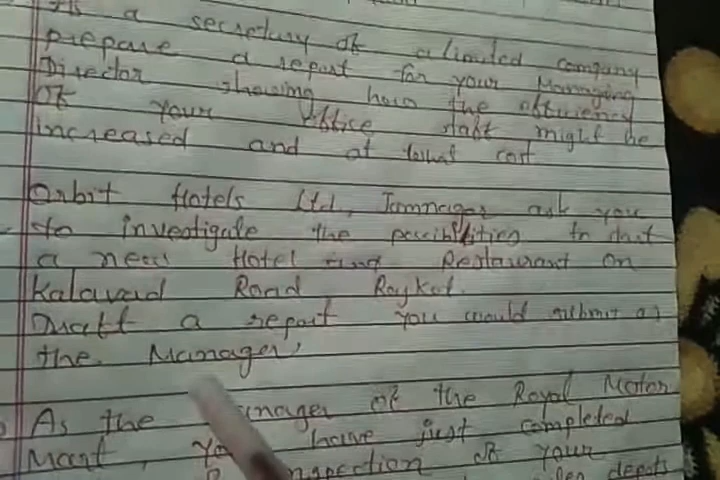 As a secretary of a limited company
prepare a report for your Managing
Director showing how the efficiency
of your office staff might be
increased and at what cost
Orbit Hotels Ltd, Jamnagar ask you
to investigate the possibilities to start
a new Hotel and Restaurant on
Kalavad Road Rajkot.
Draft a report you would submit as
the Manager,
As the of the Royal Motor
Mart, have just completed
inspection of your
depots